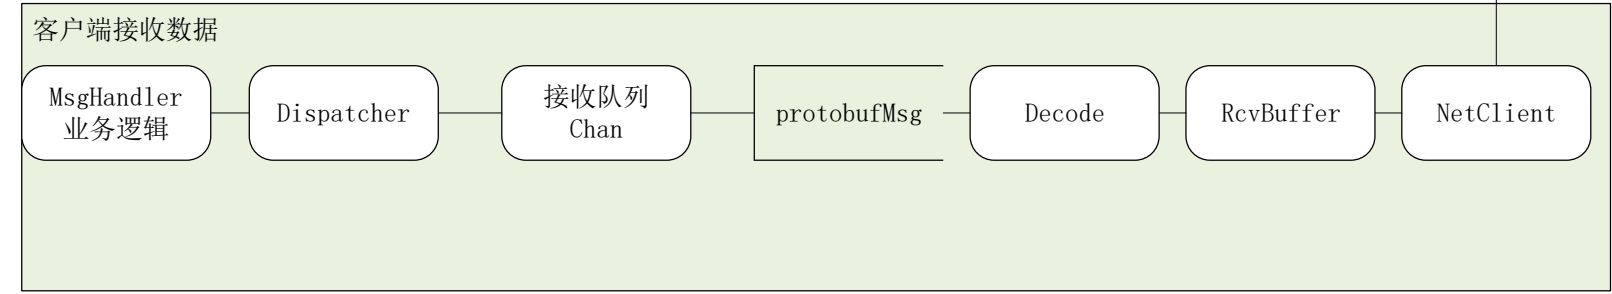 客户端接收数据
MsgHandler
业务逻辑
Dispatcher
接收队列
Chan
protobufMsg
Decode
RcvBuffer
NetClient